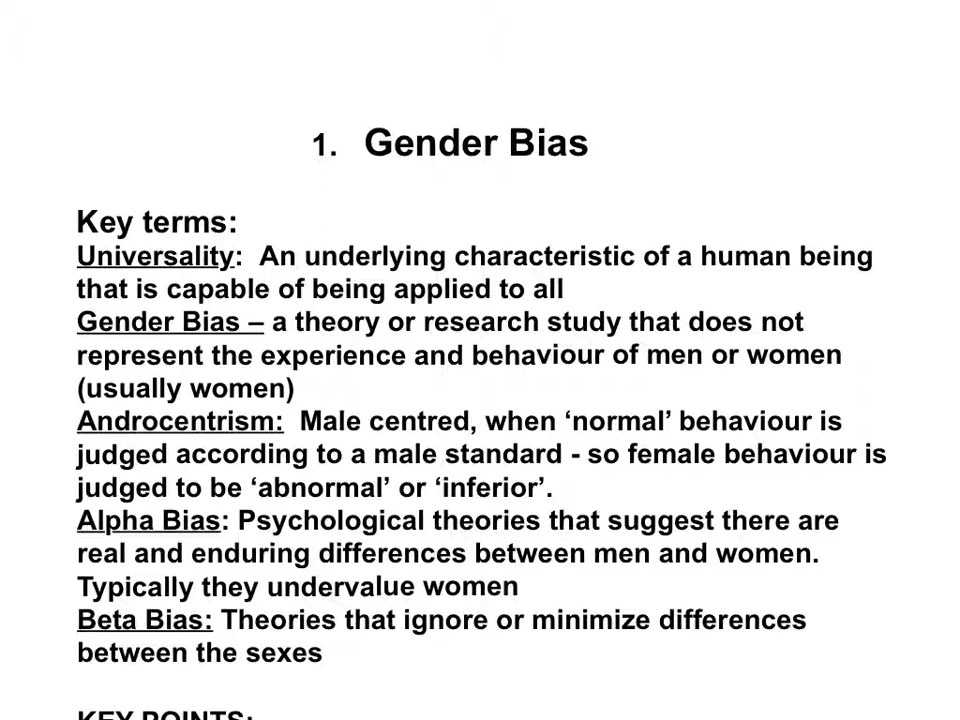 1. Gender Bias
Key terms:
Universality:  An underlying characteristic of a human being
that is capable of being applied to all
Gender Bias – a theory or research study that does not
represent the experience and behaviour of men or women
(usually women)
Androcentrism:  Male centred, when ‘normal’ behaviour is
judged according to a male standard - so female behaviour is
judged to be ‘abnormal’ or ‘inferior’.
Alpha Bias: Psychological theories that suggest there are
real and enduring differences between men and women.
Typically they undervalue women
Beta Bias: Theories that ignore or minimize differences
between the sexes
KEY POINTS: